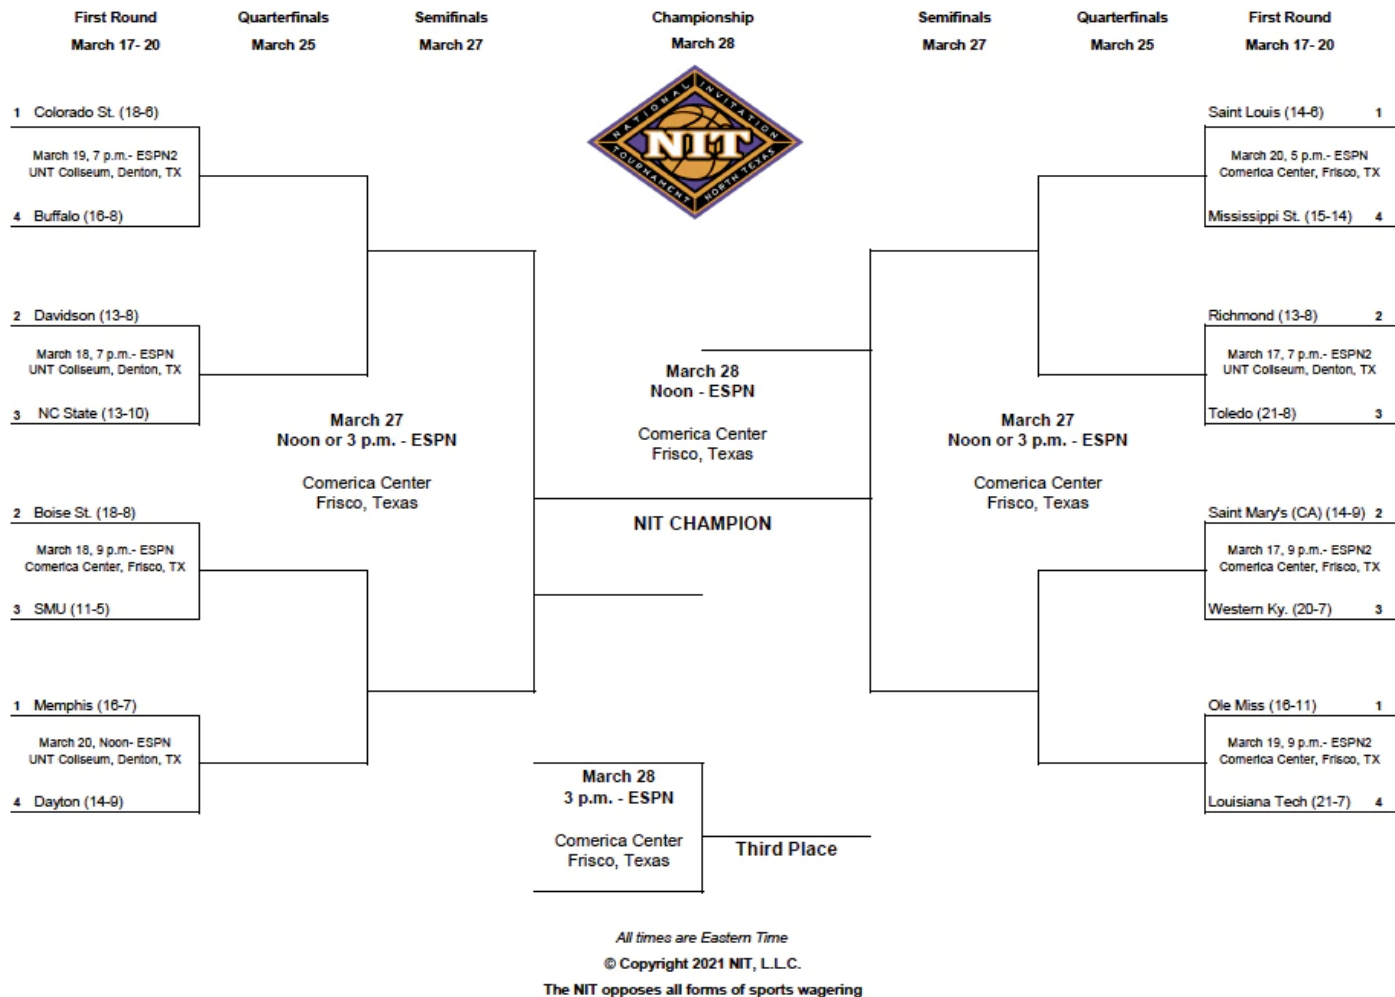 First Round Quarterfinals Semifinals Championship Semifinals Quarterfinals First Round
March 17- 20 March 25 March 27 March 28 March 27 March 25 March 17- 20
NATIONAL INVITATION
NIT
TOURNAMENT NORTH TEXAS
1 Colorado St. (18-6)
March 19, 7 p.m.- ESPN2
UNT Coliseum, Denton, TX
4 Buffalo (16-8)
2 Davidson (13-8)
March 18, 7 p.m.- ESPN
UNT Coliseum, Denton, TX
3 NC State (13-10)
March 27
Noon or 3 p.m. - ESPN
Comerica Center
Frisco, Texas
2 Boise St. (18-8)
March 18, 9 p.m.- ESPN
Comerica Center, Frisco, TX
3 SMU (11-5)
1 Memphis (16-7)
March 20, Noon- ESPN
UNT Coliseum, Denton, TX
4 Dayton (14-9)
March 28
Noon - ESPN
Comerica Center
Frisco, Texas
NIT CHAMPION
March 28
3 p.m. - ESPN
Comerica Center
Frisco, Texas
Third Place
Saint Louis (14-6) 1
March 20, 5 p.m.- ESPN
Comerica Center, Frisco, TX
Mississippi St. (15-14) 4
Richmond (13-8) 2
March 17, 7 p.m.- ESPN2
UNT Coliseum, Denton, TX
Toledo (21-8) 3
March 27
Noon or 3 p.m. - ESPN
Comerica Center
Frisco, Texas
Saint Mary's (CA) (14-9) 2
March 17, 9 p.m.- ESPN2
Comerica Center, Frisco, TX
Western Ky. (20-7) 3
Ole Miss (16-11) 1
March 19, 9 p.m.- ESPN2
Comerica Center, Frisco, TX
Louisiana Tech (21-7) 4
All times are Eastern Time
© Copyright 2021 NIT, L.L.C.
The NIT opposes all forms of sports wagering